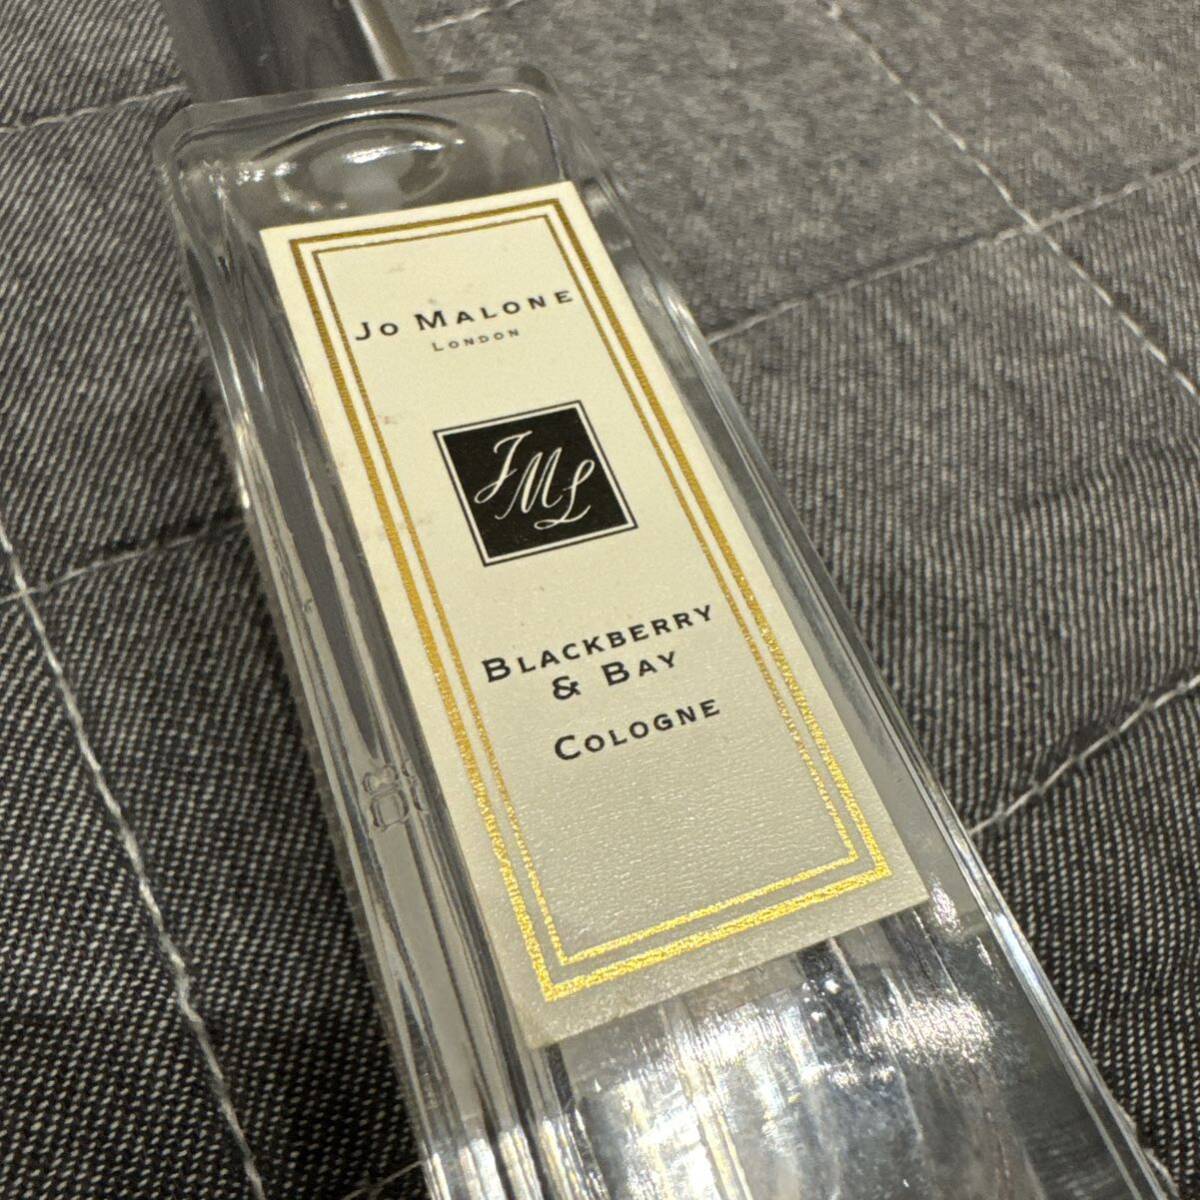 Jo Malone
London
JML
Blackberry
& Bay
Cologne